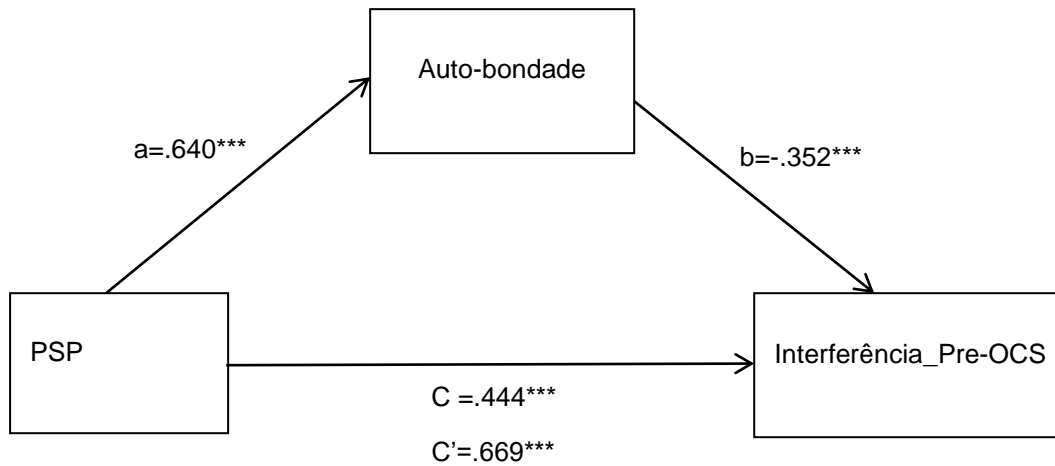 Auto-bondade
a=.640***
b=-.352***
PSP
Interferência_Pre-OCS
C =.444***
C’=.669***